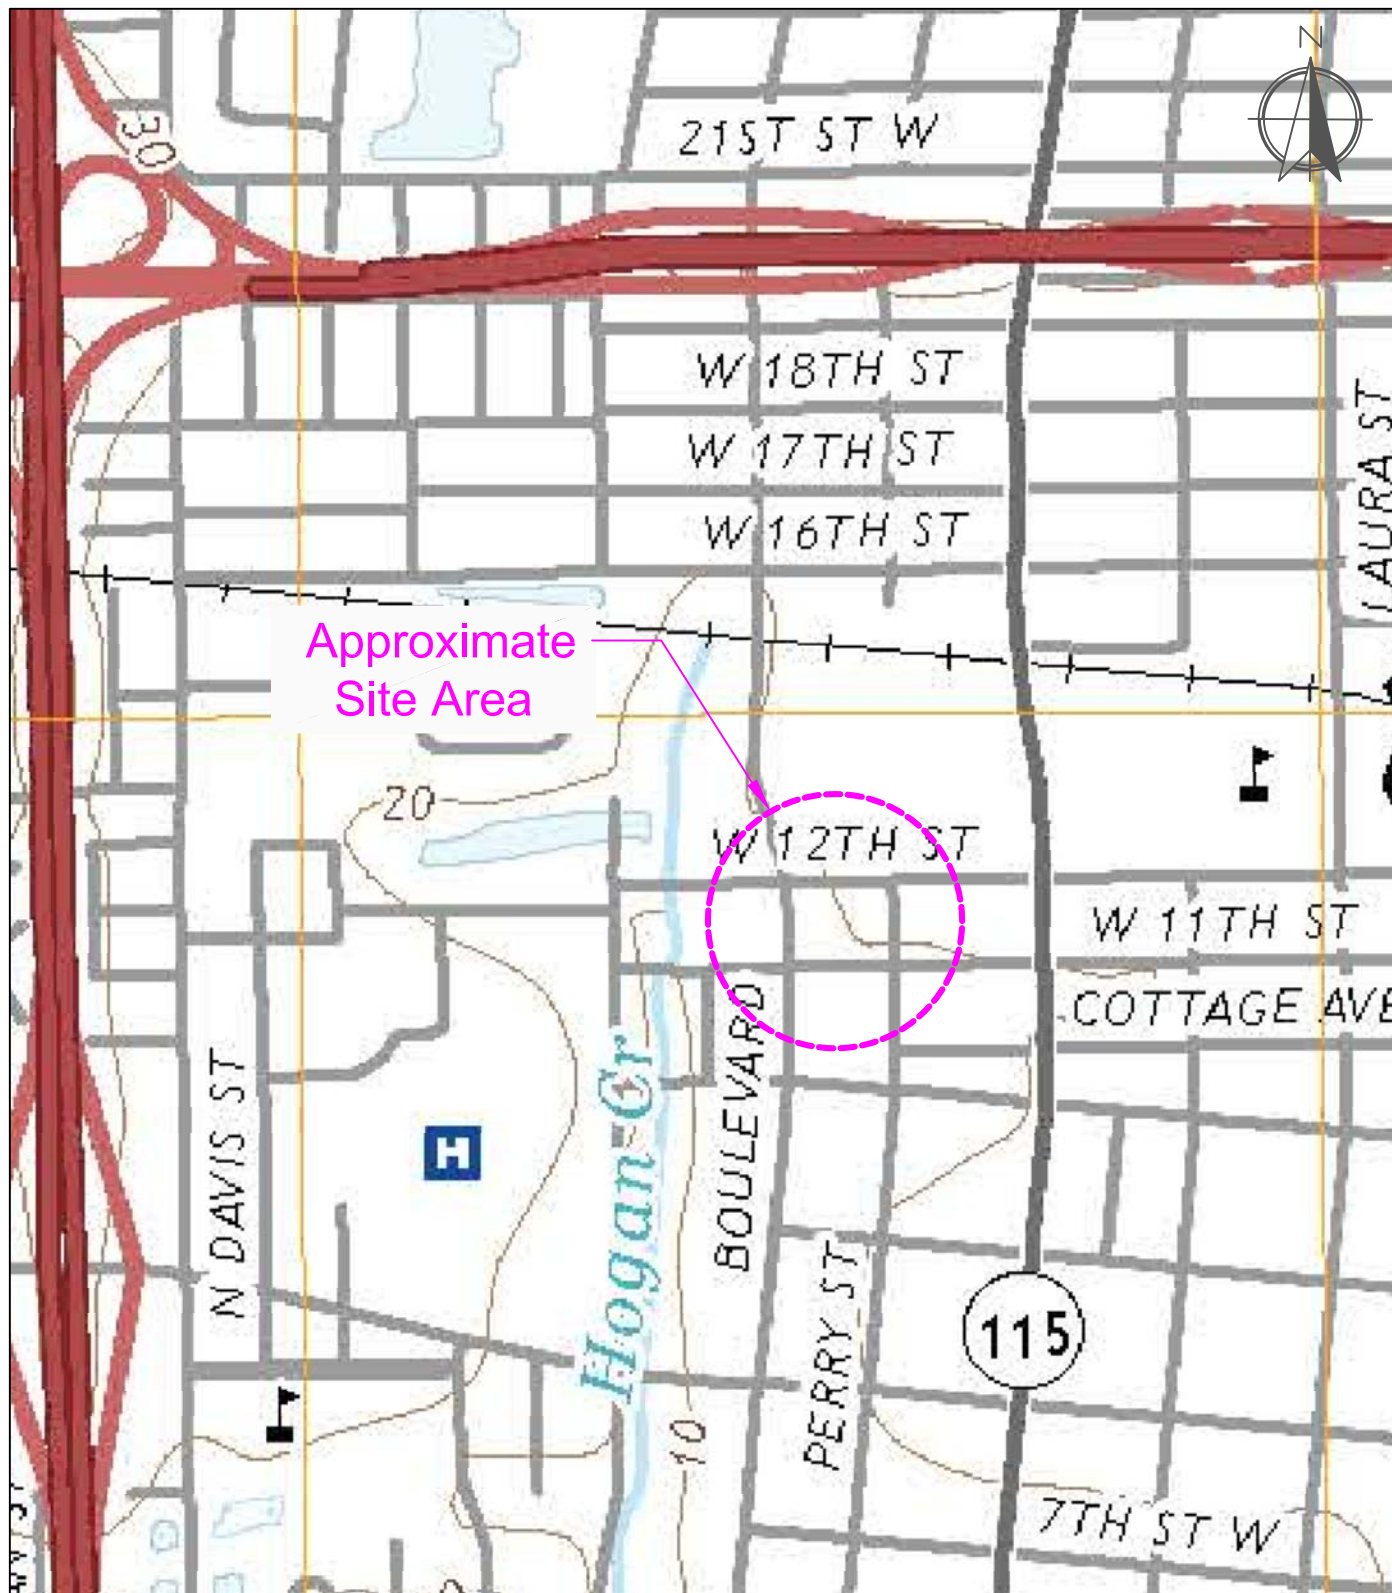 N
30
21ST ST W
W 18TH ST
W 17TH ST
LAURA ST
W 16TH ST
Approximate
Site Area
20
W 12TH ST
W 11TH ST
COTTAGE AVE
BOULEVARD
Hogan Cr
N DAVIS ST
H
PERRY ST
115
10
7TH ST W